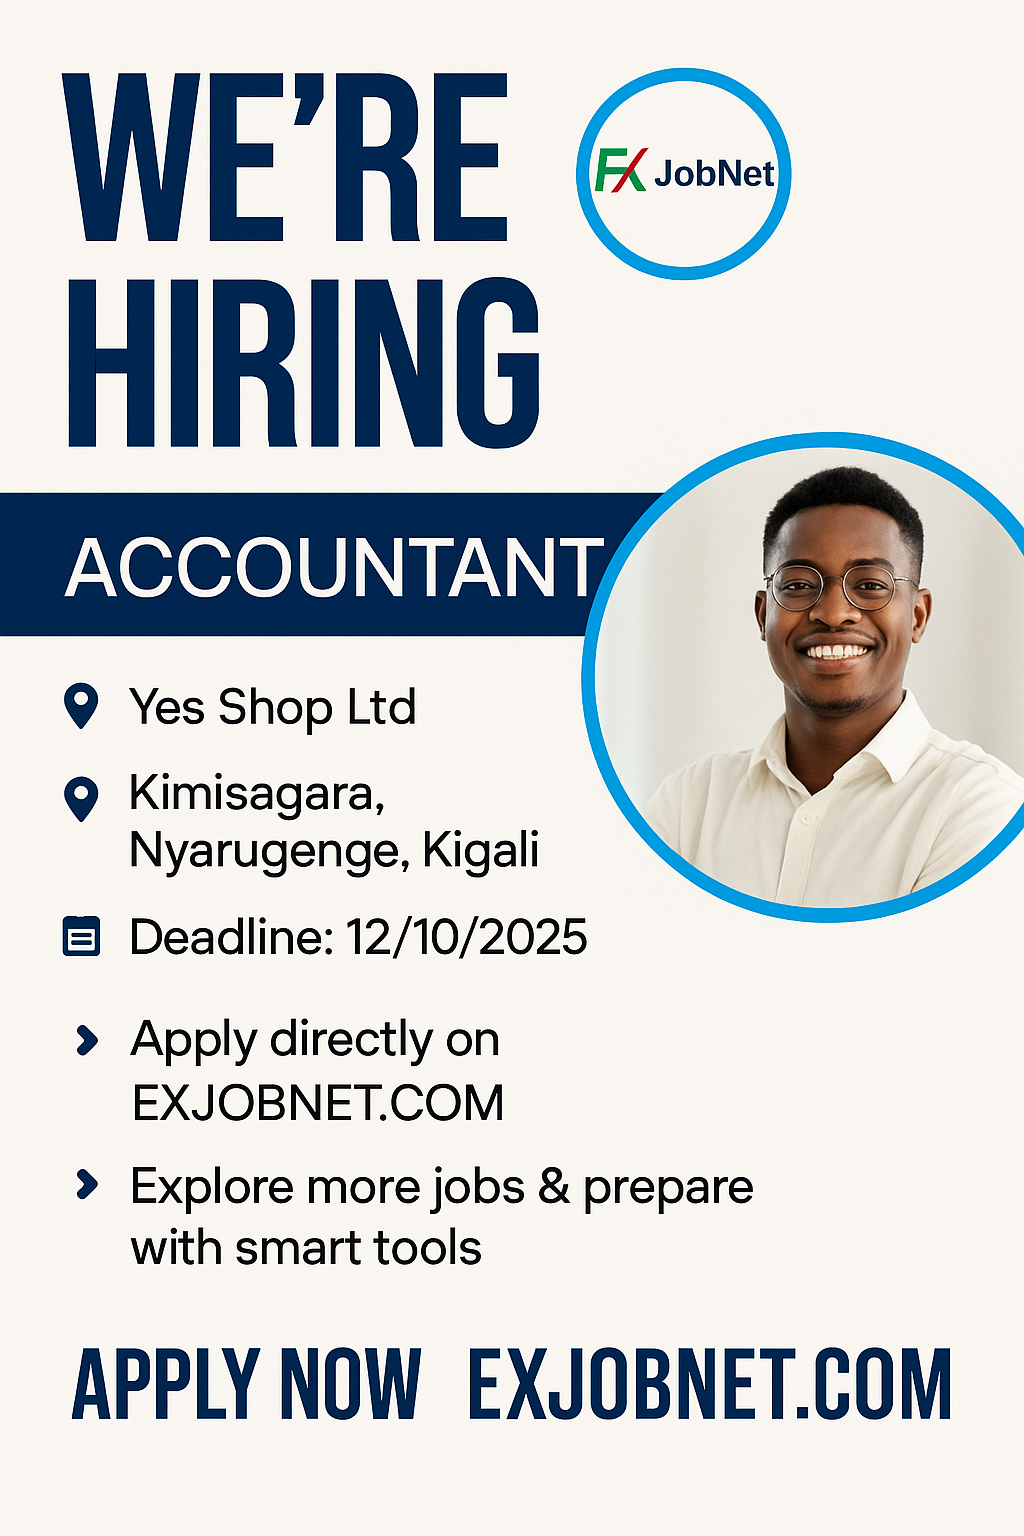 WE’RE
HIRING
FX JobNet
ACCOUNTANT
Yes Shop Ltd
Kimisagara,
Nyarugenge, Kigali
Deadline: 12/10/2025
Apply directly on
EXJOBNET.COM
Explore more jobs & prepare
with smart tools
APPLY NOW EXJOBNET.COM